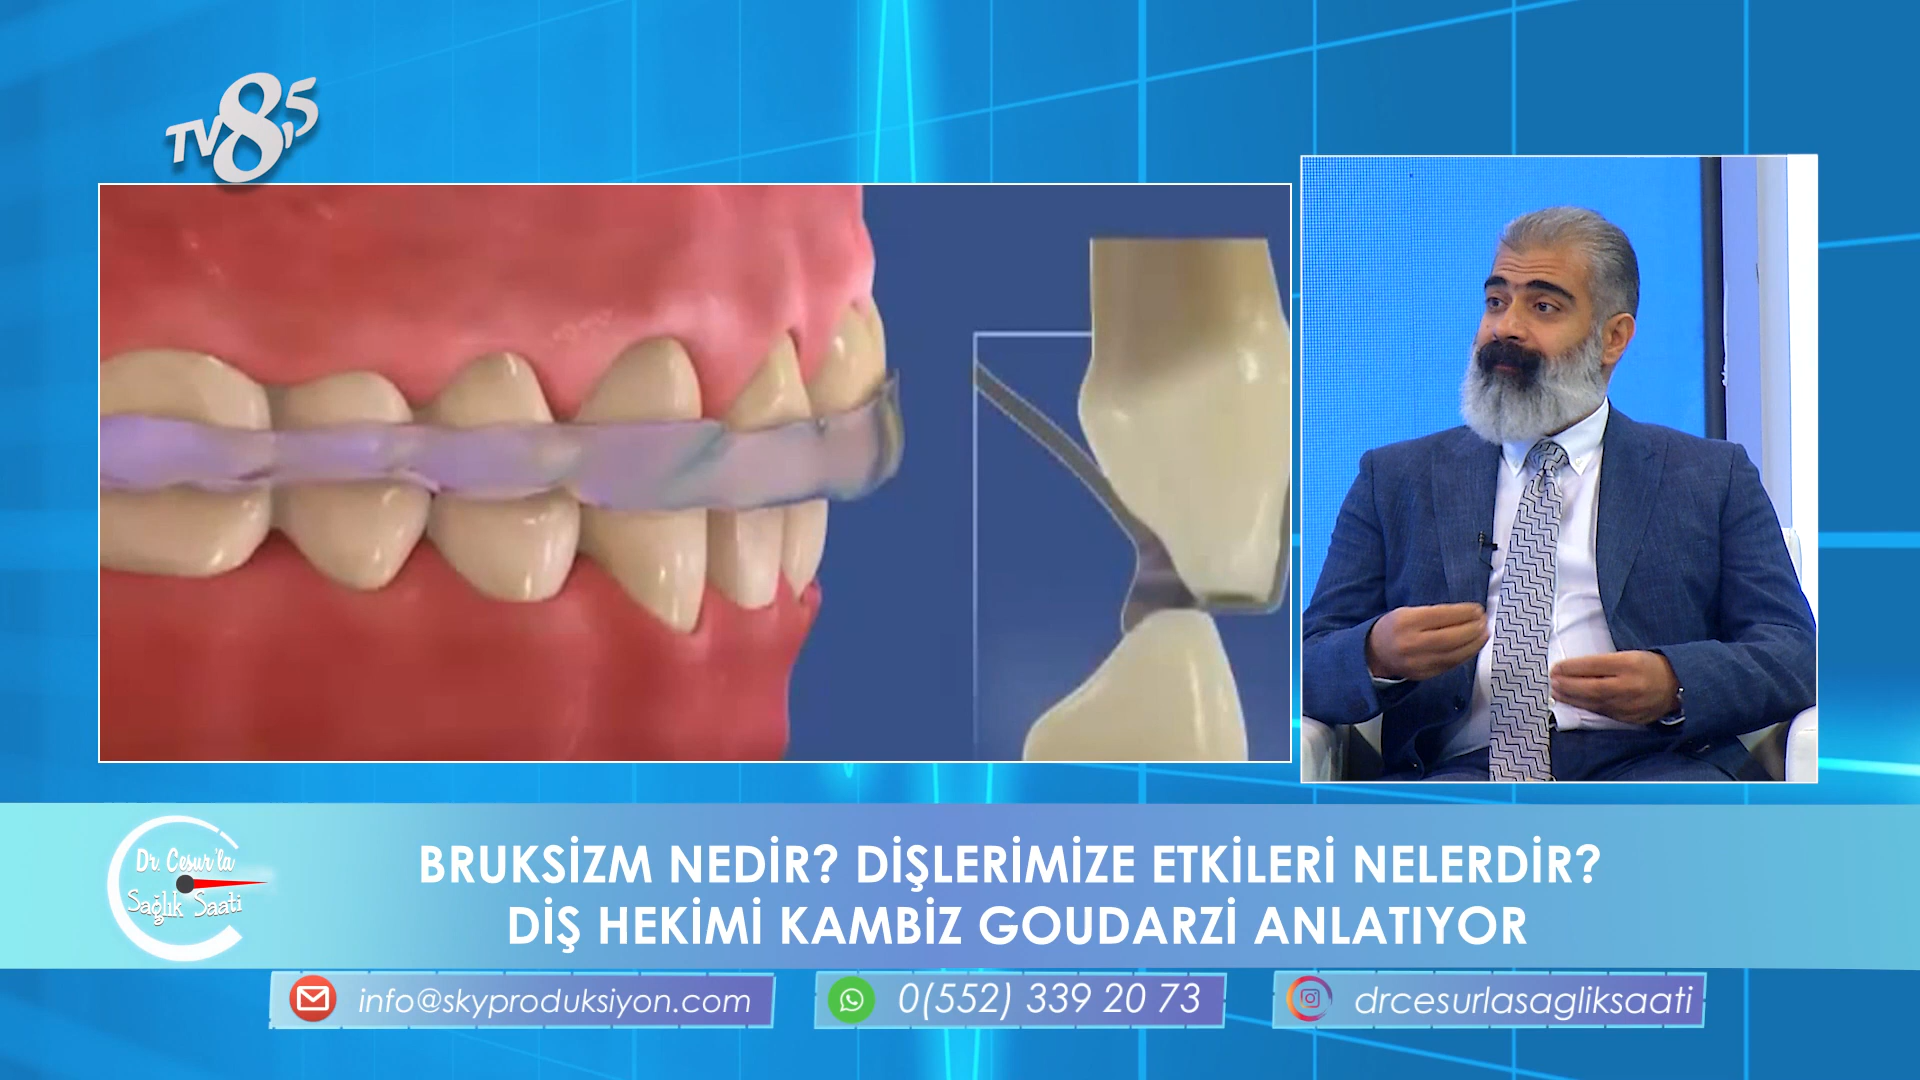 TV8,5
Dr. Cesur'la
Sağlık Saati
BRUKSİZM NEDİR? DİŞLERİMİZE ETKİLERİ NELERDİR?
DİŞ HEKİMİ KAMBİZ GOUDARZİ ANLATIYOR
info@skyproduksiyon.com
0(552) 339 20 73
drcesurlasagliksaati